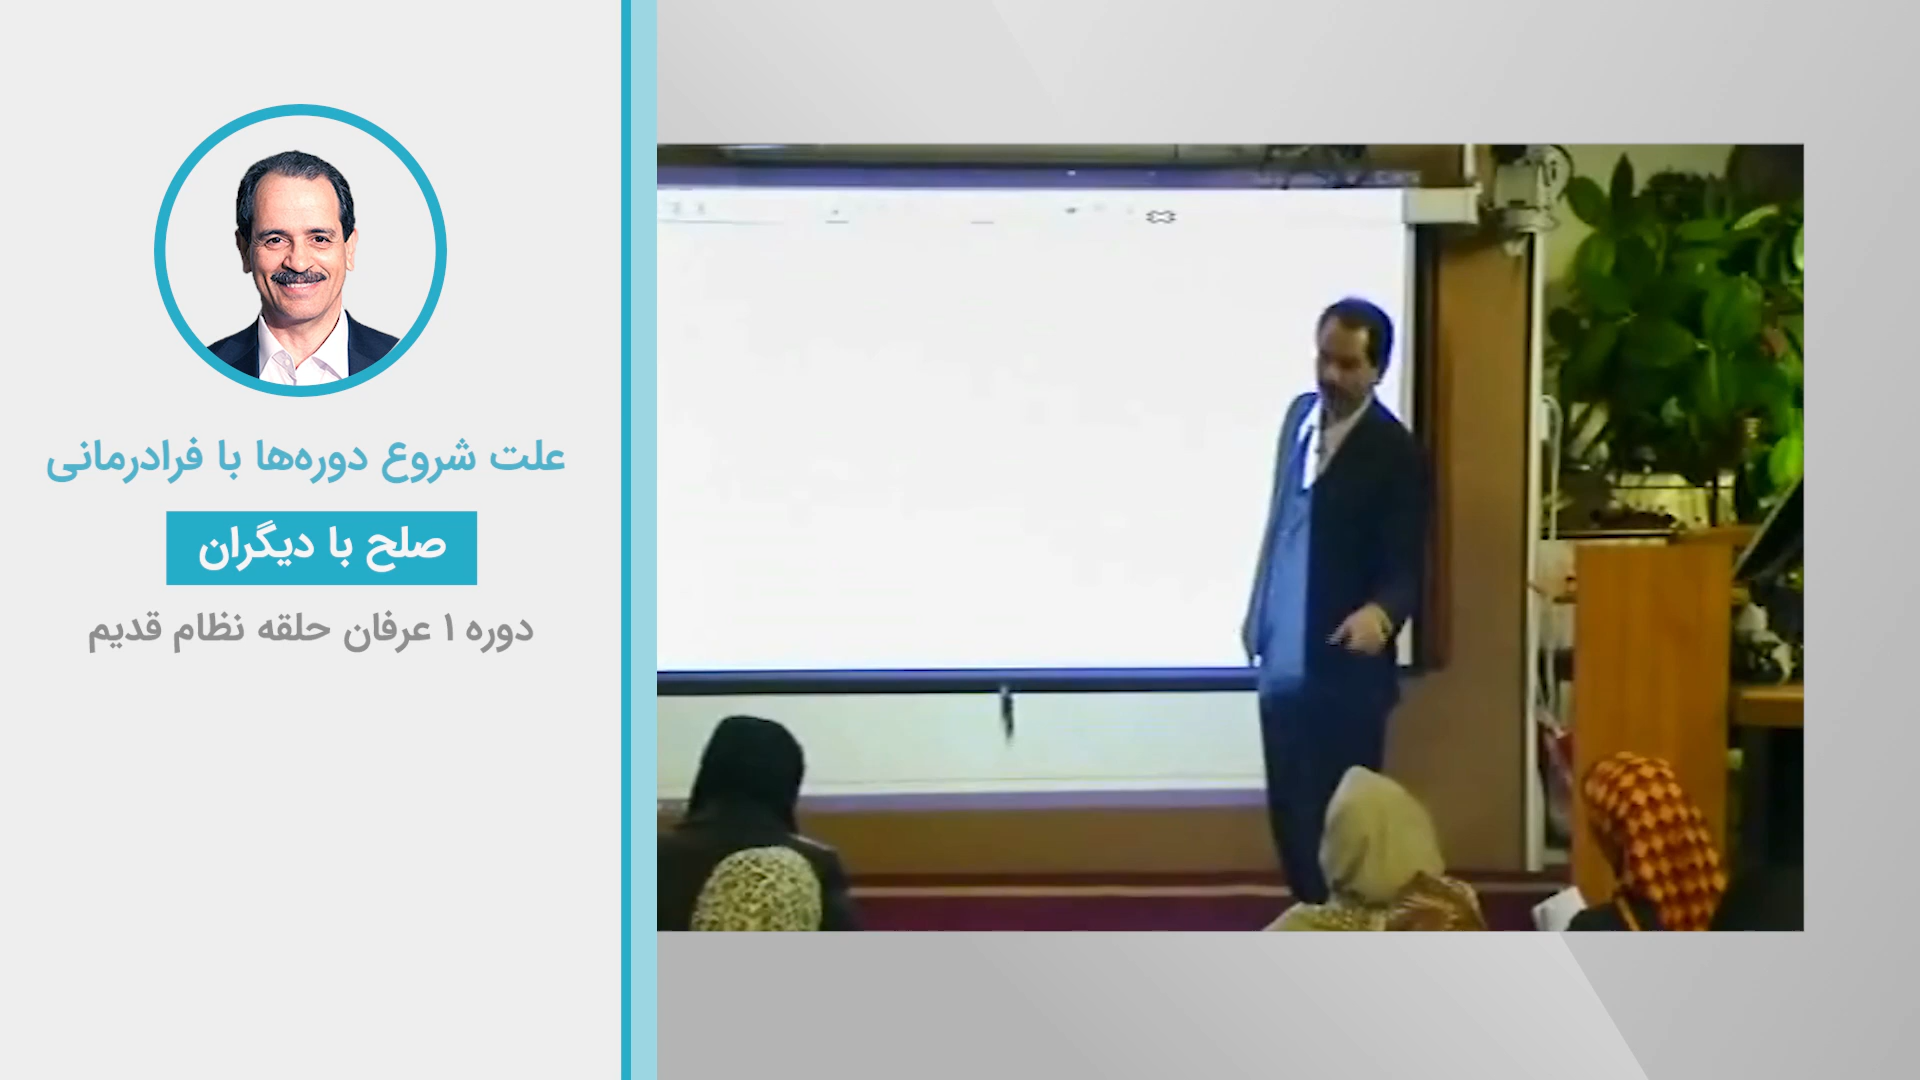 علت شروع دوره‌ها با فرادرمانی
صلح با دیگران
دوره ۱ عرفان حلقه نظام قدیم